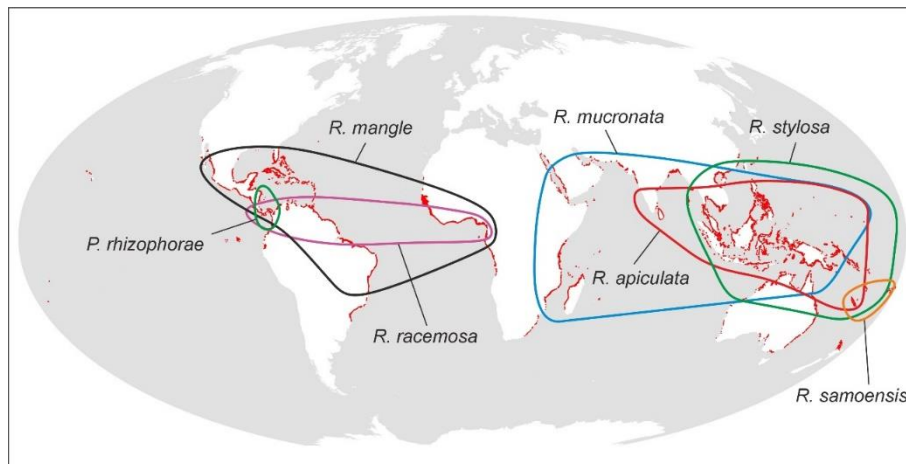 R. mangle
R. mucronata
R. stylosa
P. rhizophorae
R. apiculata
R. racemosa
R. samoensis